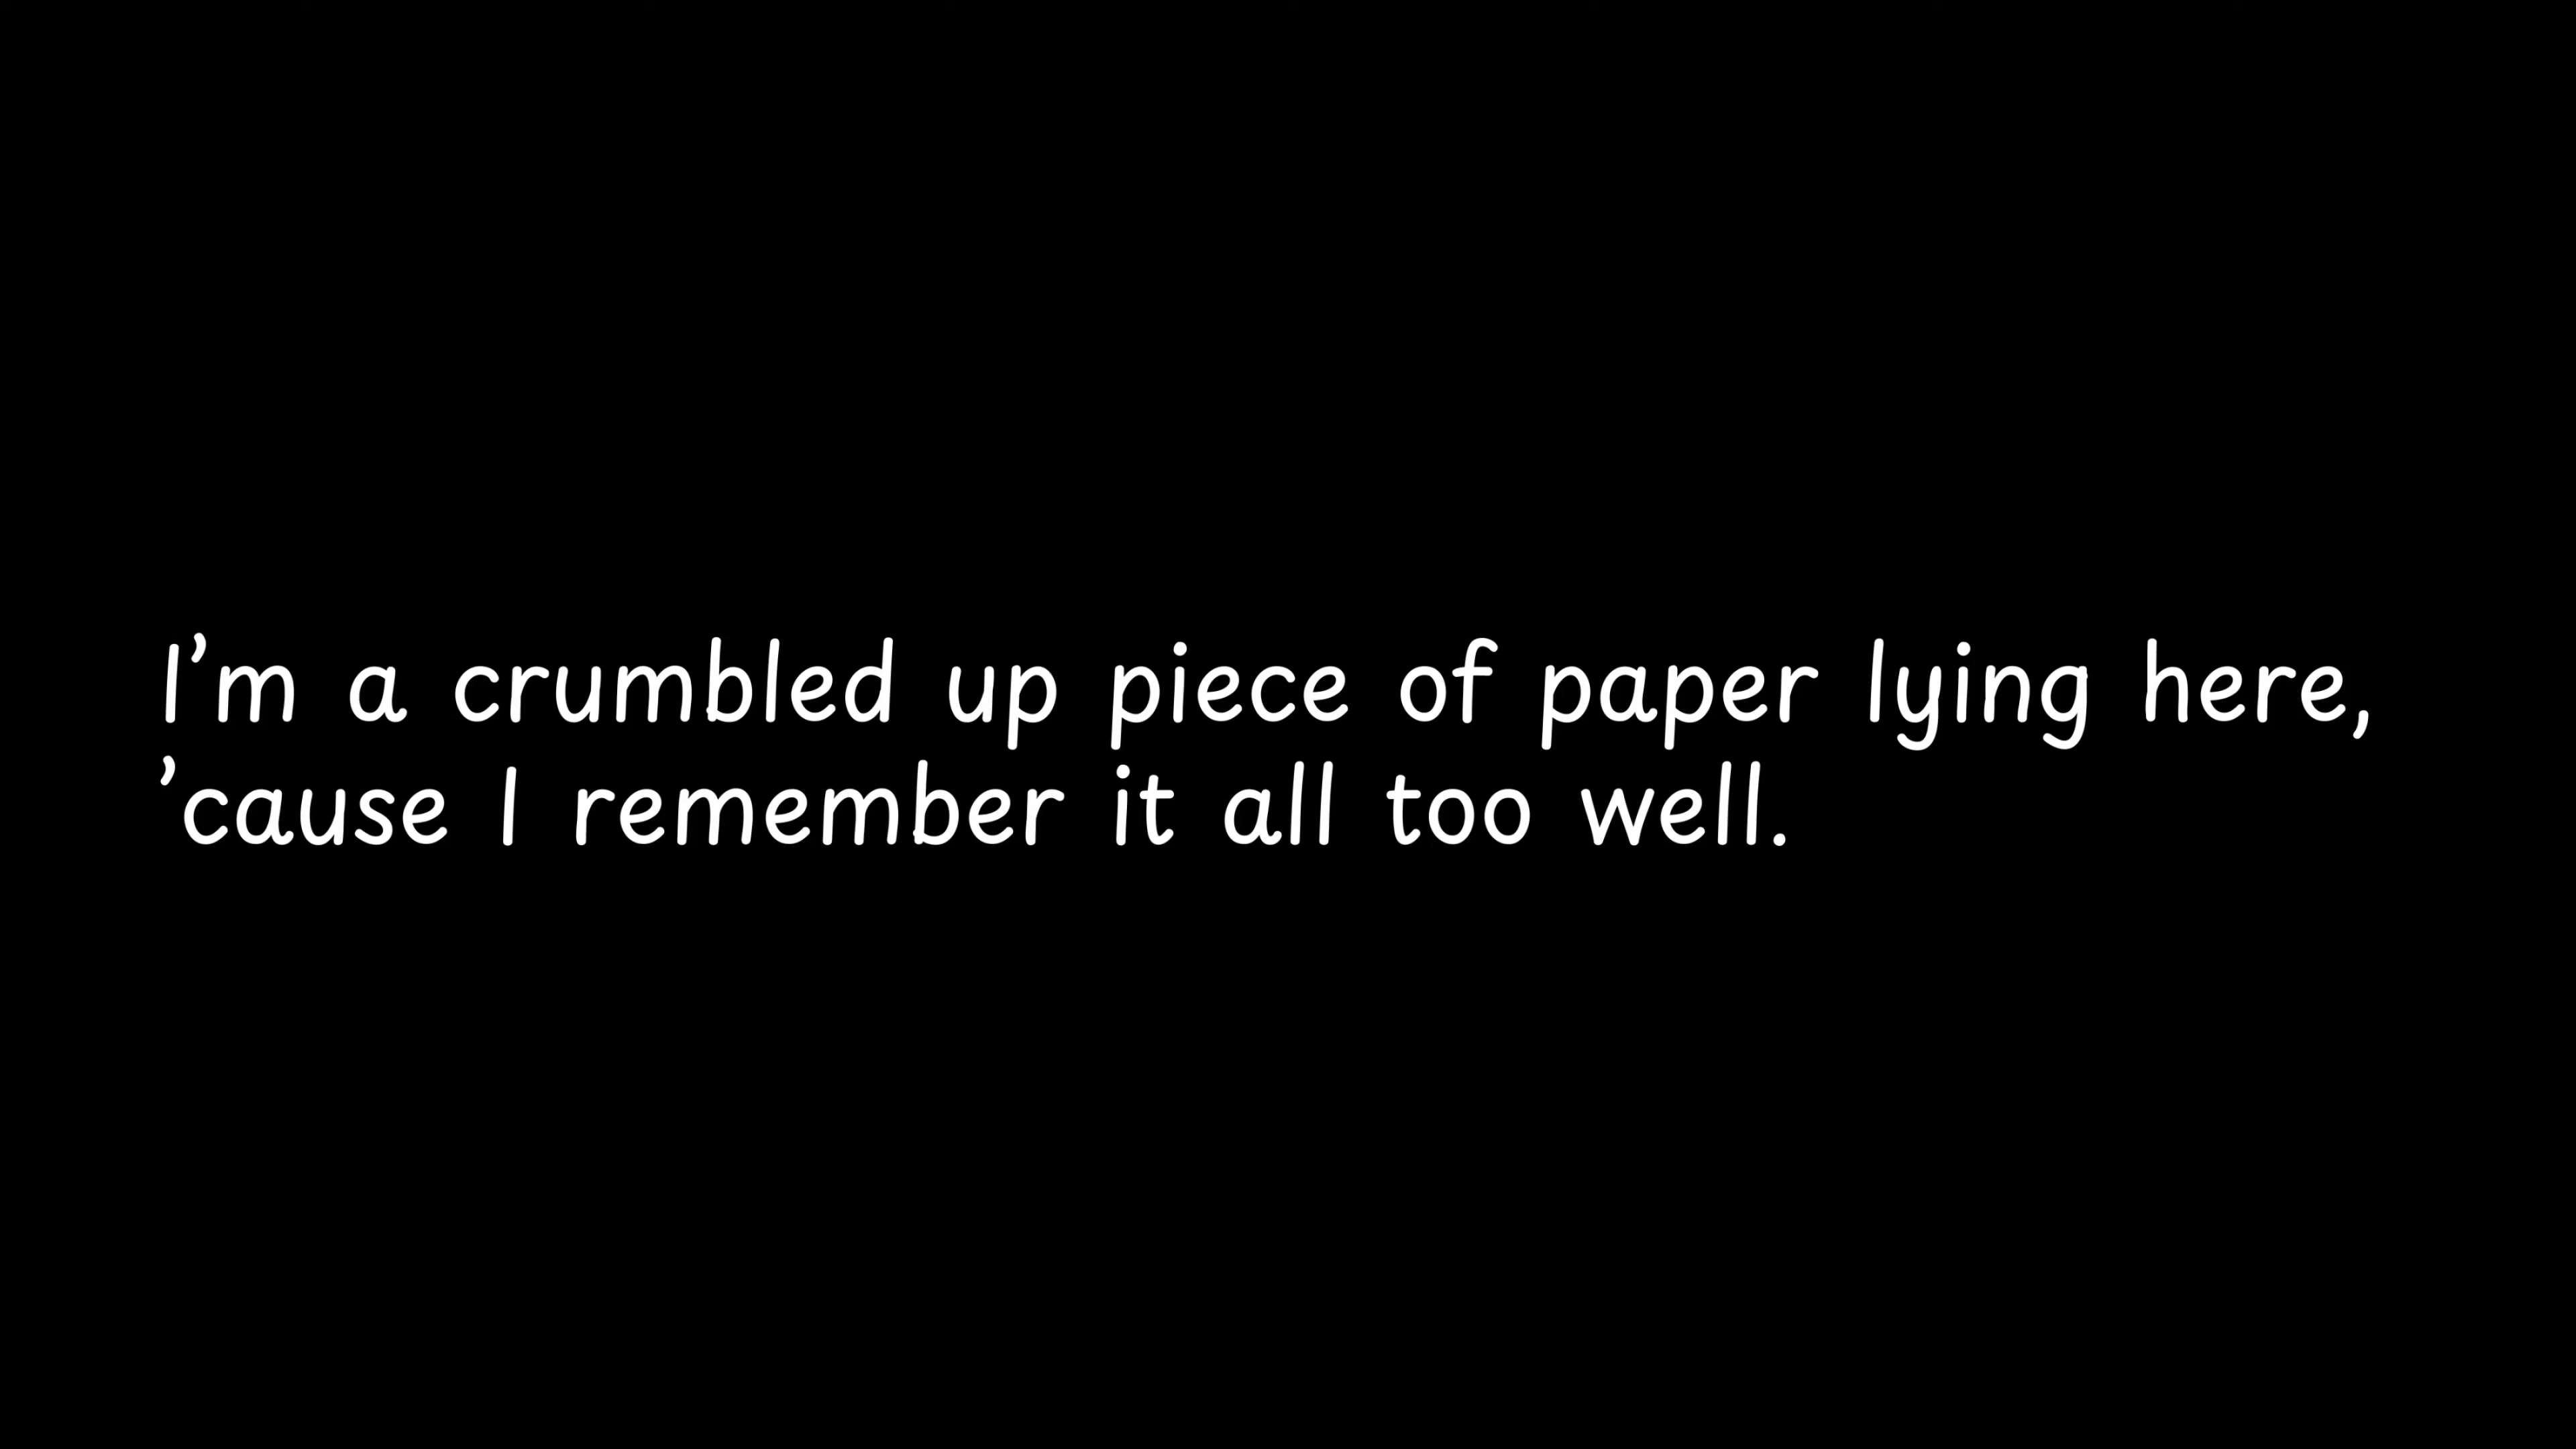 I’m a crumbled up piece of paper lying here,
’cause I remember it all too well.